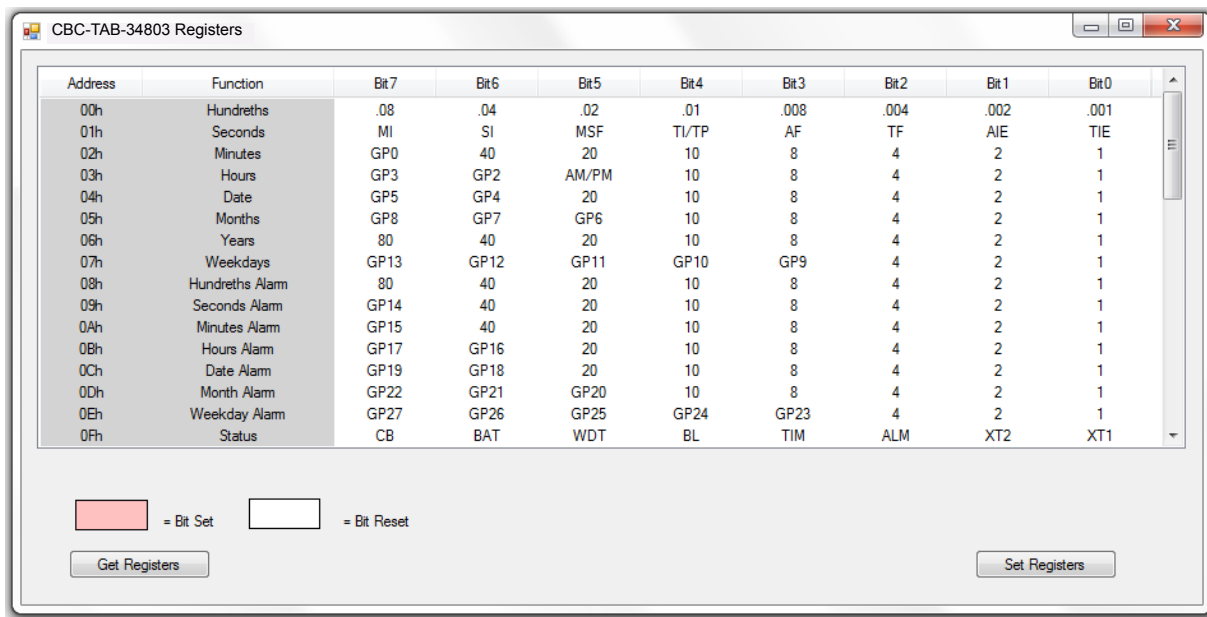 CBC-TAB-34803 Registers
Address Function Bit7 Bit6 Bit5 Bit4 Bit3 Bit2 Bit1 Bit0
00h Hundreths .08 .04 .02 .01 .008 .004 .002 .001
01h Seconds MI SI MSF TI/TP AF TF AIE TIE
02h Minutes GP0 40 20 10 8 4 2 1
03h Hours GP3 GP2 AM/PM 10 8 4 2 1
04h Date GP5 GP4 20 10 8 4 2 1
05h Months GP8 GP7 GP6 10 8 4 2 1
06h Years 80 40 20 10 8 4 2 1
07h Weekdays GP13 GP12 GP11 GP10 GP9 4 2 1
08h Hundreths Alarm 80 40 20 10 8 4 2 1
09h Seconds Alarm GP14 40 20 10 8 4 2 1
0Ah Minutes Alarm GP15 40 20 10 8 4 2 1
0Bh Hours Alarm GP17 GP16 20 10 8 4 2 1
0Ch Date Alarm GP19 GP18 20 10 8 4 2 1
0Dh Month Alarm GP22 GP21 GP20 10 8 4 2 1
0Eh Weekday Alarm GP27 GP26 GP25 GP24 GP23 4 2 1
0Fh Status CB BAT WDT BL TIM ALM XT2 XT1
= Bit Set = Bit Reset
Get Registers Set Registers